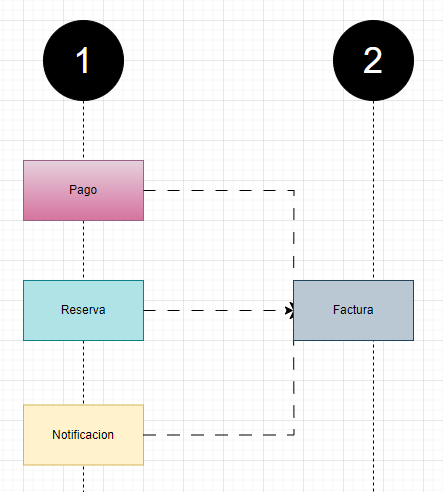 1
2
Pago
Reserva
Factura
Notificacion